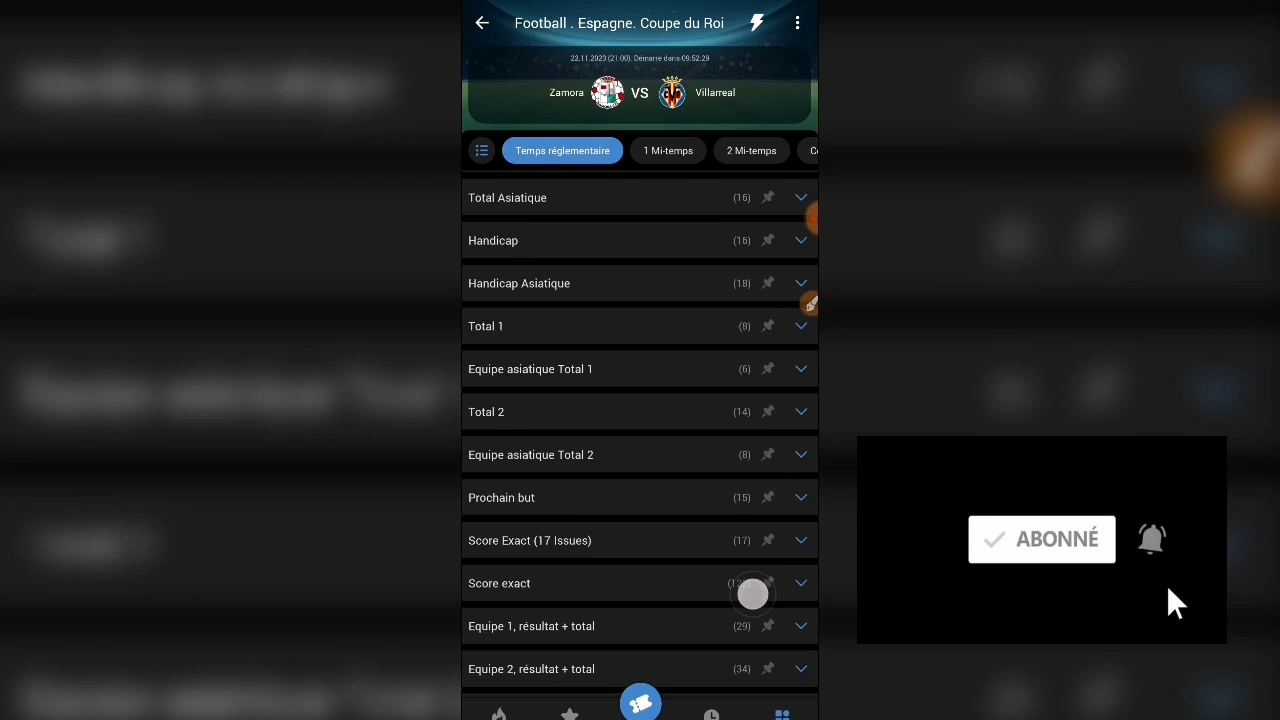 Football . Espagne. Coupe du Roi
22.11.2023 (21:00). Démarre dans 09:52:29
Zamora VS Villarreal
Temps réglementaire 1 Mi-temps 2 Mi-temps
Total Asiatique (16)
Handicap (16)
Handicap Asiatique (18)
Total 1 (8)
Equipe asiatique Total 1 (6)
Total 2 (14)
Equipe asiatique Total 2 (8)
Prochain but (15)
Score Exact (17 Issues) (17)
ABONNÉ
Score exact
Equipe 1, résultat + total (29)
Equipe 2, résultat + total (34)